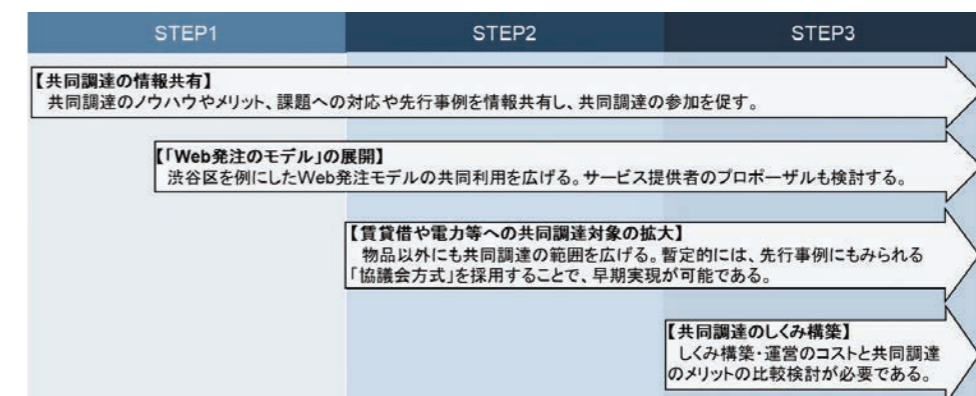 STEP1
STEP2
STEP3
【共同調達の情報共有】
共同調達のノウハウやメリット、課題への対応や先行事例を情報共有し、共同調達の参加を促す。
【「Web発注のモデル」の展開】
渋谷区を例にしたWeb発注モデルの共同利用を広げる。サービス提供者のプロポーザルも検討する。
【賃貸借や電力等への共同調達対象の拡大】
物品以外にも共同調達の範囲を広げる。暫定的には、先行事例にもみられる
「協議会方式」を採用することで、早期実現が可能である。
【共同調達のしくみ構築】
しくみ構築・運営のコストと共同調達
のメリットの比較検討が必要である。